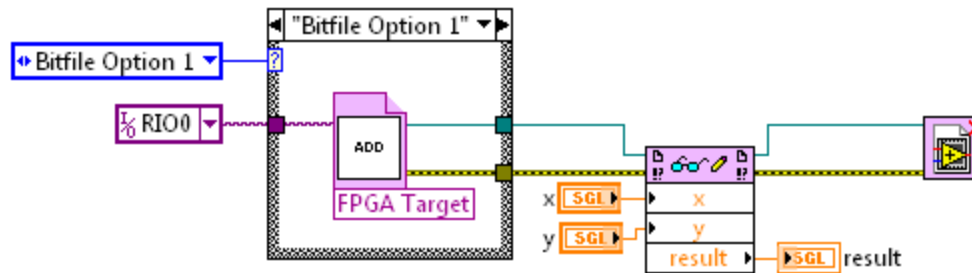 "Bitfile Option 1"
Bitfile Option 1
?
I/O RIO0
ADD
FPGA Target
x SGL x
y SGL y
result SGL result